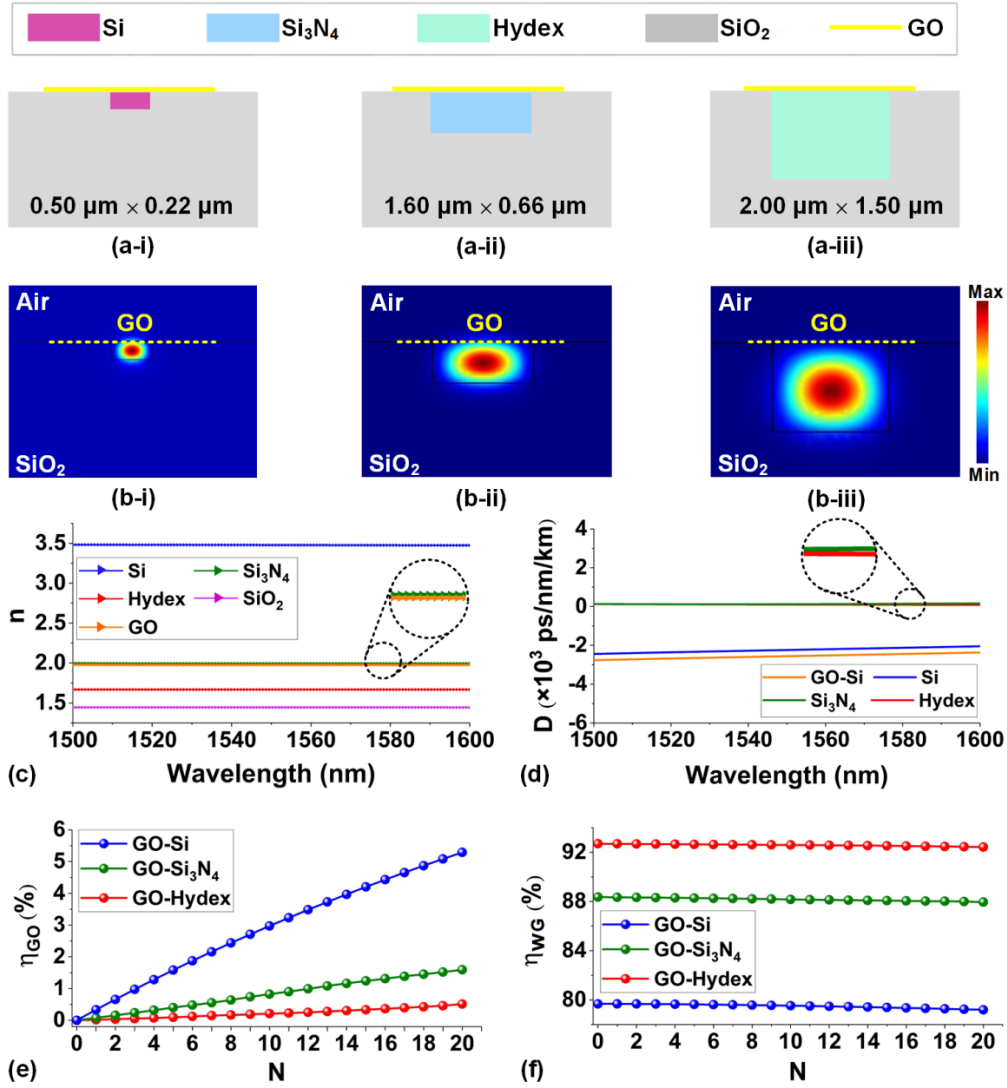 Si Si₃N₄ Hydex SiO₂ GO
0.50 µm × 0.22 µm 1.60 µm × 0.66 µm 2.00 µm × 1.50 µm
(a-i) (a-ii) (a-iii)
Air Air Air Max
GO GO GO
SiO₂ SiO₂ SiO₂ Min
(b-i) (b-ii) (b-iii)
n
3.5
3.0
2.5
2.0
1.5
Si Si₃N₄
Hydex SiO₂
GO
1500 1520 1540 1560 1580 1600
(c) Wavelength (nm)
D (×10³ ps/nm/km)
4
2
0
-2
-4
-6
GO-Si Si
Si₃N₄ Hydex
1500 1520 1540 1560 1580 1600
(d) Wavelength (nm)
ηGO (%)
6
5
4
3
2
1
0
GO-Si
GO-Si₃N₄
GO-Hydex
0 2 4 6 8 10 12 14 16 18 20
(e) N
ηWG (%)
92
88
84
80
GO-Si
GO-Si₃N₄
GO-Hydex
0 2 4 6 8 10 12 14 16 18 20
(f) N